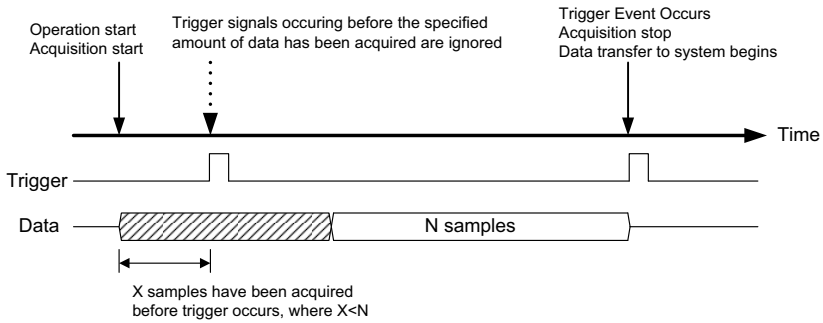 Operation start
Acquisition start
Trigger signals occuring before the specified
amount of data has been acquired are ignored
Trigger Event Occurs
Acquisition stop
Data transfer to system begins
Time
Trigger
Data
N samples
X samples have been acquired
before trigger occurs, where X<N